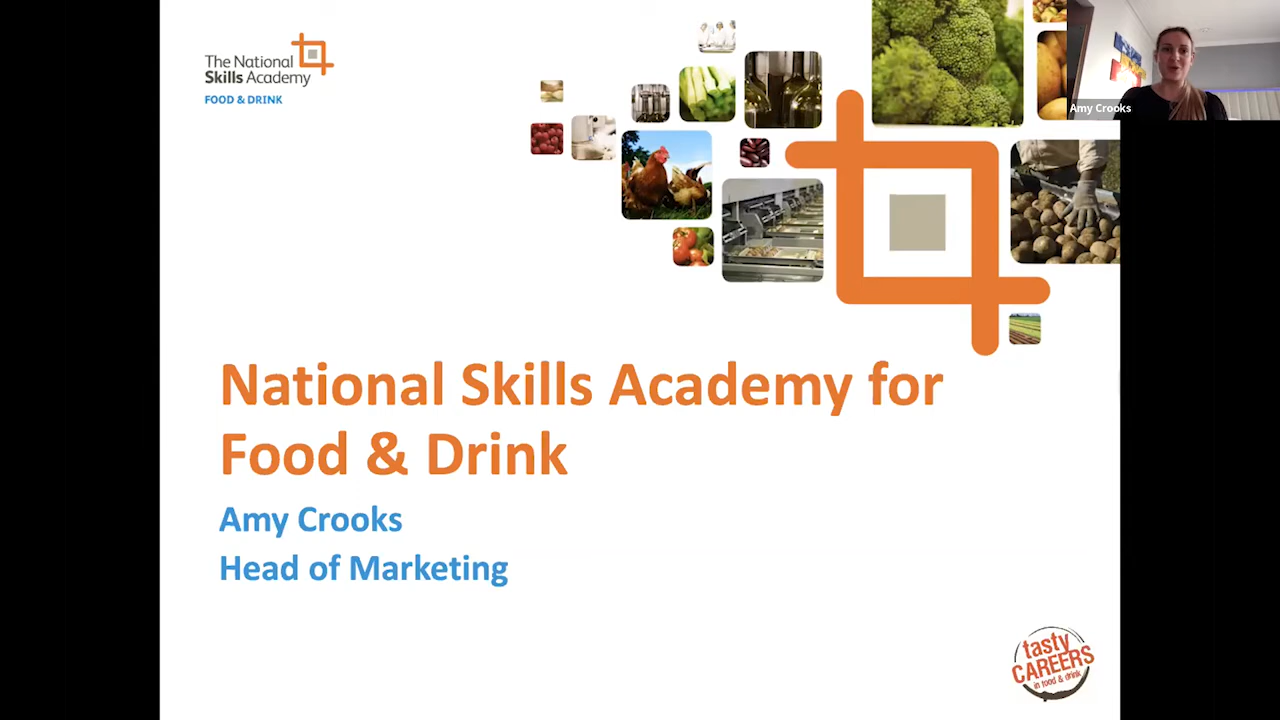 The National
Skills Academy
FOOD & DRINK
Amy Crooks
National Skills Academy for
Food & Drink
Amy Crooks
Head of Marketing
tasty
CAREERS
in food & drink